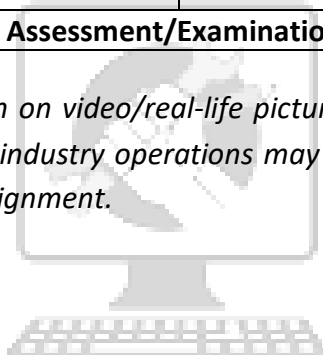 Assessment/Examinatio
n on video/real-life pictur
industry operations may
ignment.